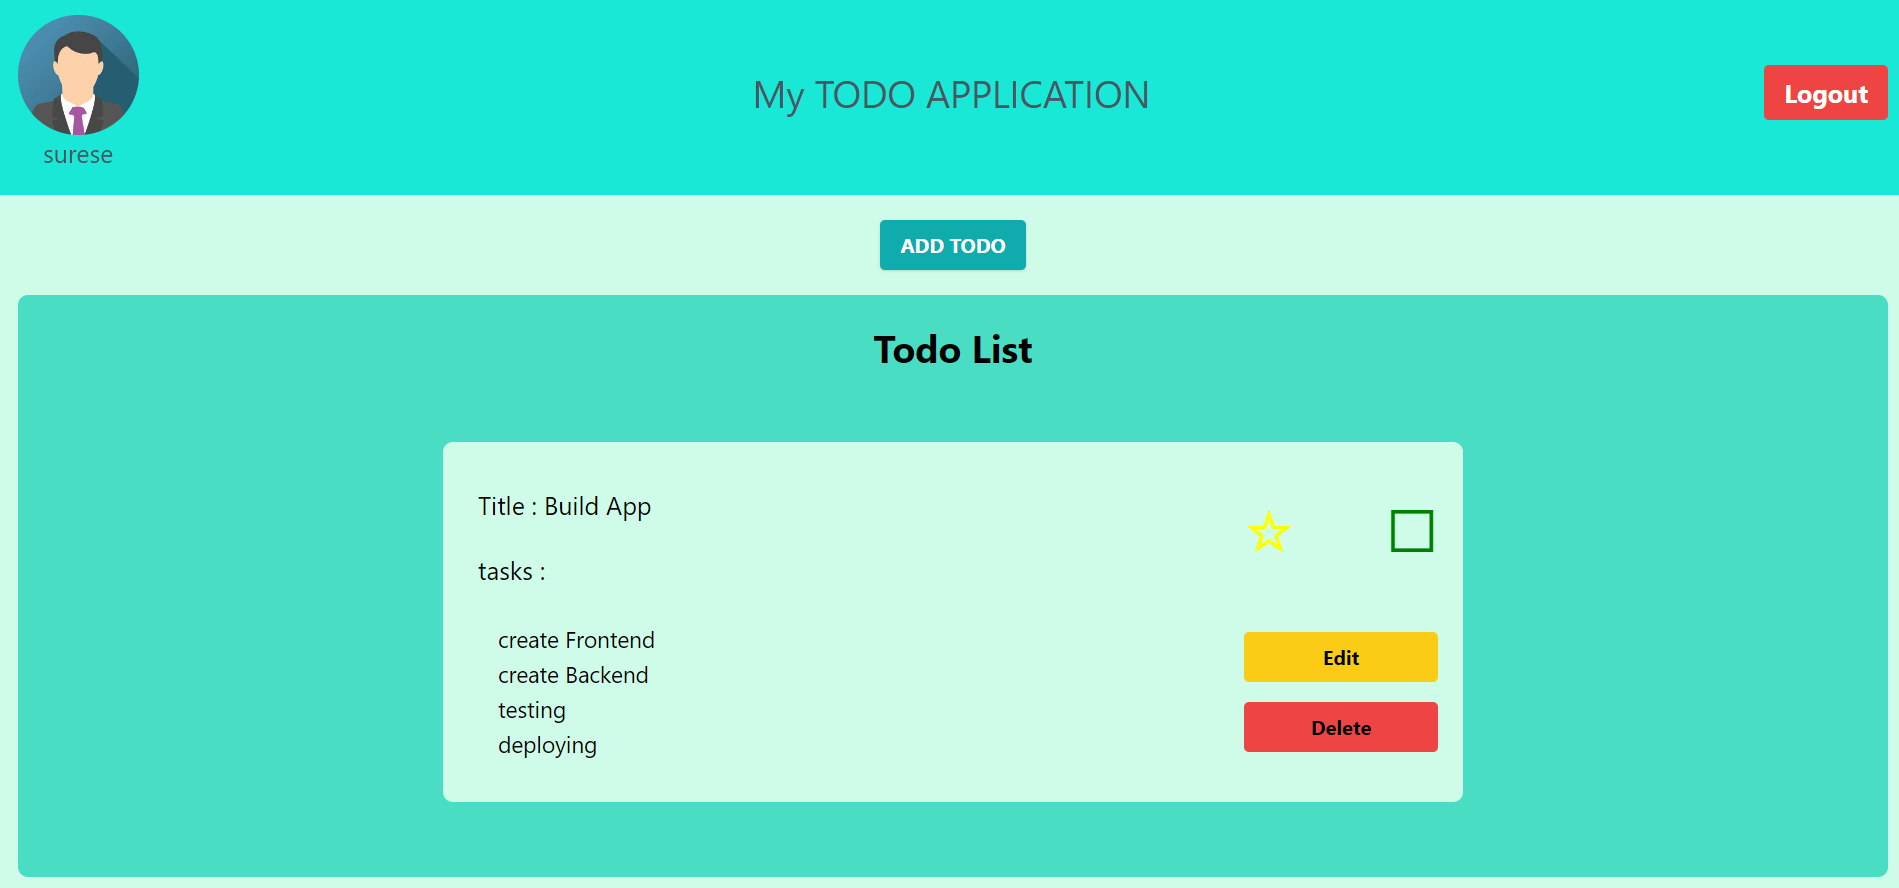 My TODO APPLICATION
Logout
surese
ADD TODO
Todo List
Title : Build App
tasks :
create Frontend
create Backend
testing
deploying
Edit
Delete